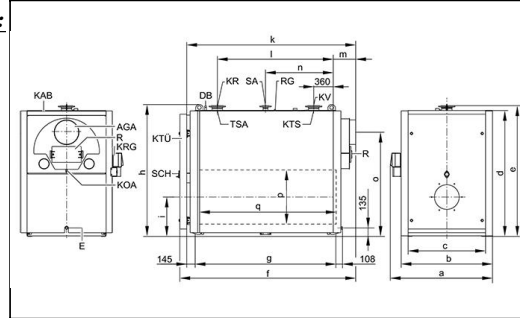 k
l
m
n
360
KAB
DB
KR
SA
RG
KV
AGA
R
KRG
KTÜ
TSA
KTS
R
SCH
KOA
h
i
p
q
135
o
d
e
E
145
g
108
f
c
b
a